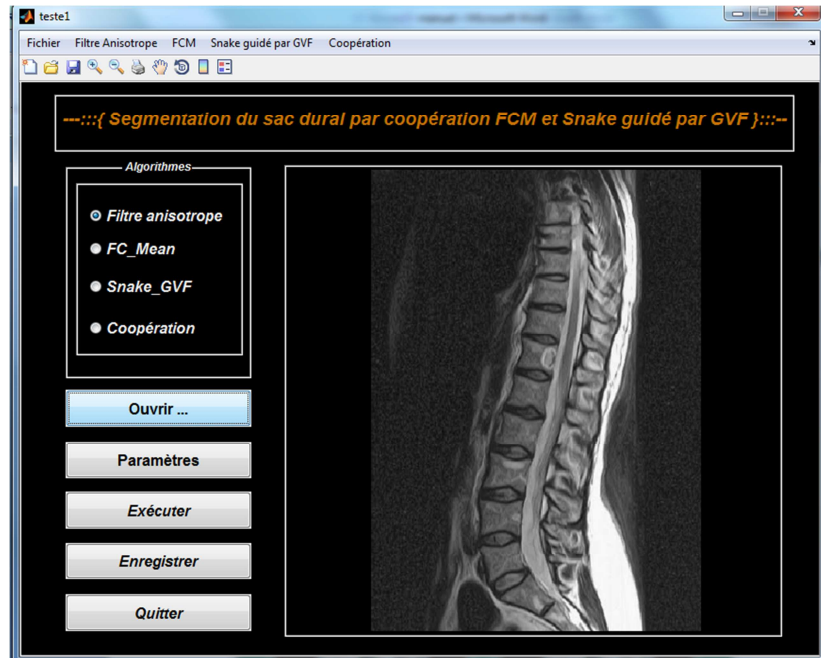 teste1
Fichier Filtre Anisotrope FCM Snake guidé par GVF Coopération
---:::{ Segmentation du sac dural par coopération FCM et Snake guidé par GVF }:::--
Algorithmes
Filtre anisotrope
FC_Mean
Snake_GVF
Coopération
Ouvrir ...
Paramètres
Exécuter
Enregistrer
Quitter